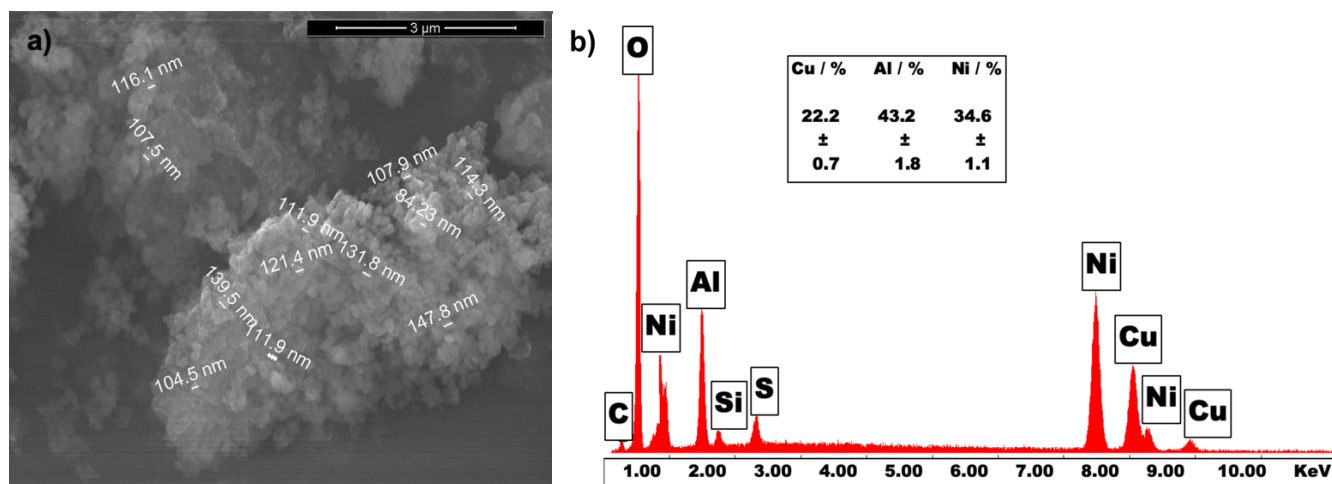 a)
3 µm
116.1 nm
107.5 nm
107.9 nm
114.3 nm
84.23 nm
111.9 nm
131.8 nm
121.4 nm
139.5 nm
147.8 nm
111.9 nm
104.5 nm
b)
O
Cu / % Al / % Ni / %
22.2 43.2 34.6
± ± ±
0.7 1.8 1.1
Ni
Al
Ni
Cu
Si
S
Ni
Cu
C
1.00 2.00 3.00 4.00 5.00 6.00 7.00 8.00 9.00 10.00 KeV